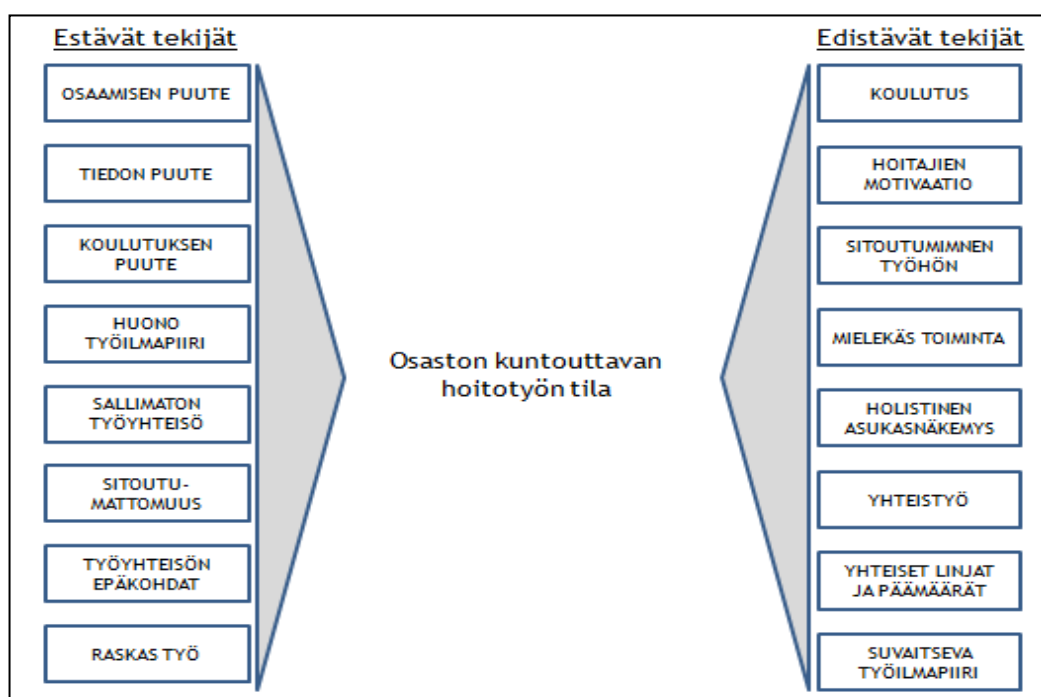 Estävät tekijät
OSAAMISEN PUUTE
TIEDON PUUTE
KOULUTUKSEN
PUUTE
HUONO
TYÖILMAPIIRI
SALLIMATON
TYÖYHTEISÖ
SITOUTU-
MATTOMUUS
TYÖYHTEISÖN
EPÄKOHDAT
RASKAS TYÖ
Osaston kuntouttavan
hoitotyön tila
Edistävät tekijät
KOULUTUS
HOITAJIEN
MOTIVAATIO
SITOUTUMIMNEN
TYÖHÖN
MIELEKÄS TOIMINTA
HOLISTINEN
ASUKASNÄKEMYS
YHTEISTYÖ
YHTEISET LINJAT
JA PÄÄMÄÄRÄT
SUVAITSEVA
TYÖILMAPIIRI